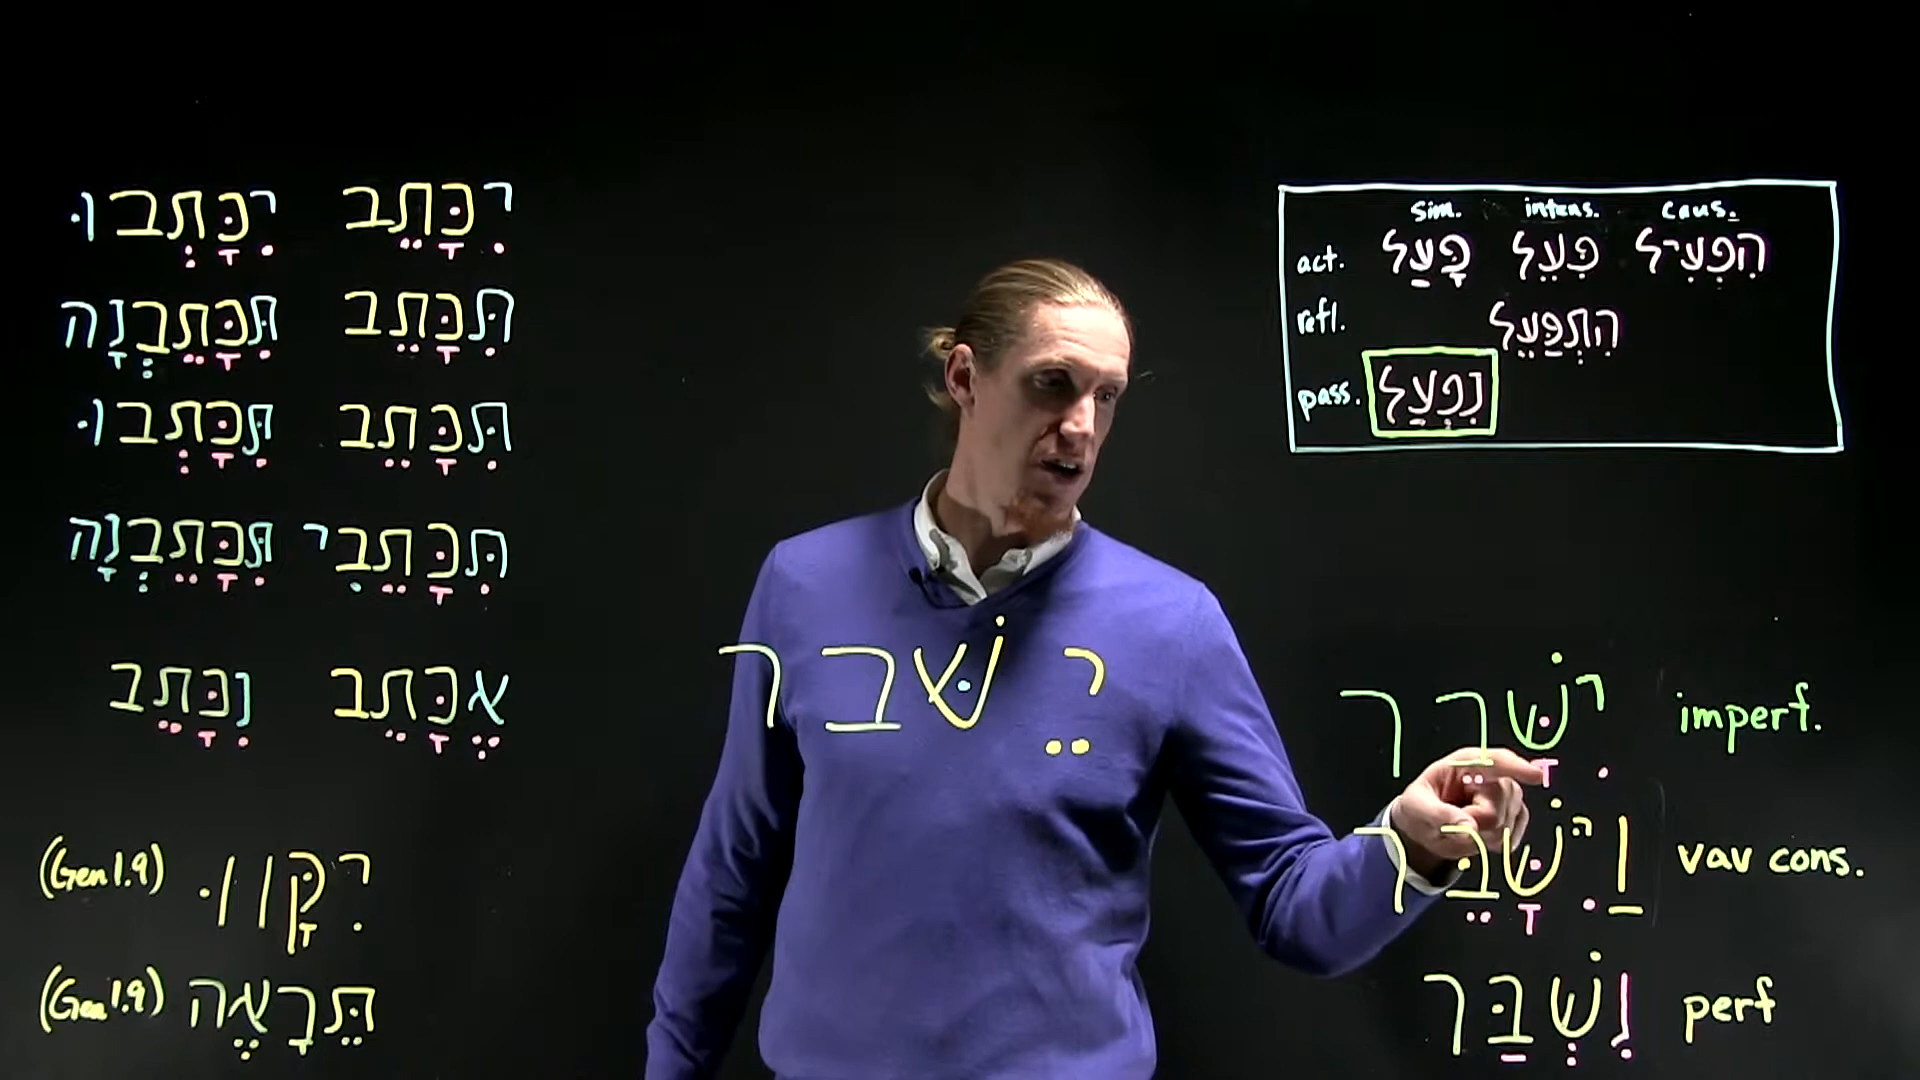 יִכָּתֵב יִכָּתְבוּ
תִּכָּתֵב תִּכָּתֵבְנָה
תִּכָּתֵב תִּכָּתְבוּ
תִּכָּתֵבִי תִּכָּתֵבְנָה
אֶכָּתֵב נִכָּתֵב
(Gen 1.9) יִקָּווּ
(Gen 1.9) תֵּרָאֶה
יֵשּׁבר
sim. intens. caus.
act. פָּעַל פִּעֵל הִפְעִיל
refl. הִתְפַּעֵל
pass. נִפְעַל
יִשָּׁבֵר imperf.
וַיִּשָּׁבֵּר vav cons.
נִשְׁבַּר perf